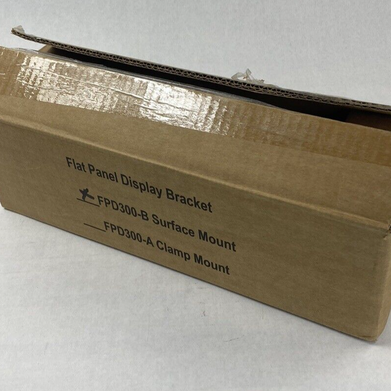 Flat Panel Display Bracket
FPD300-B Surface Mount
FPD300-A Clamp Mount